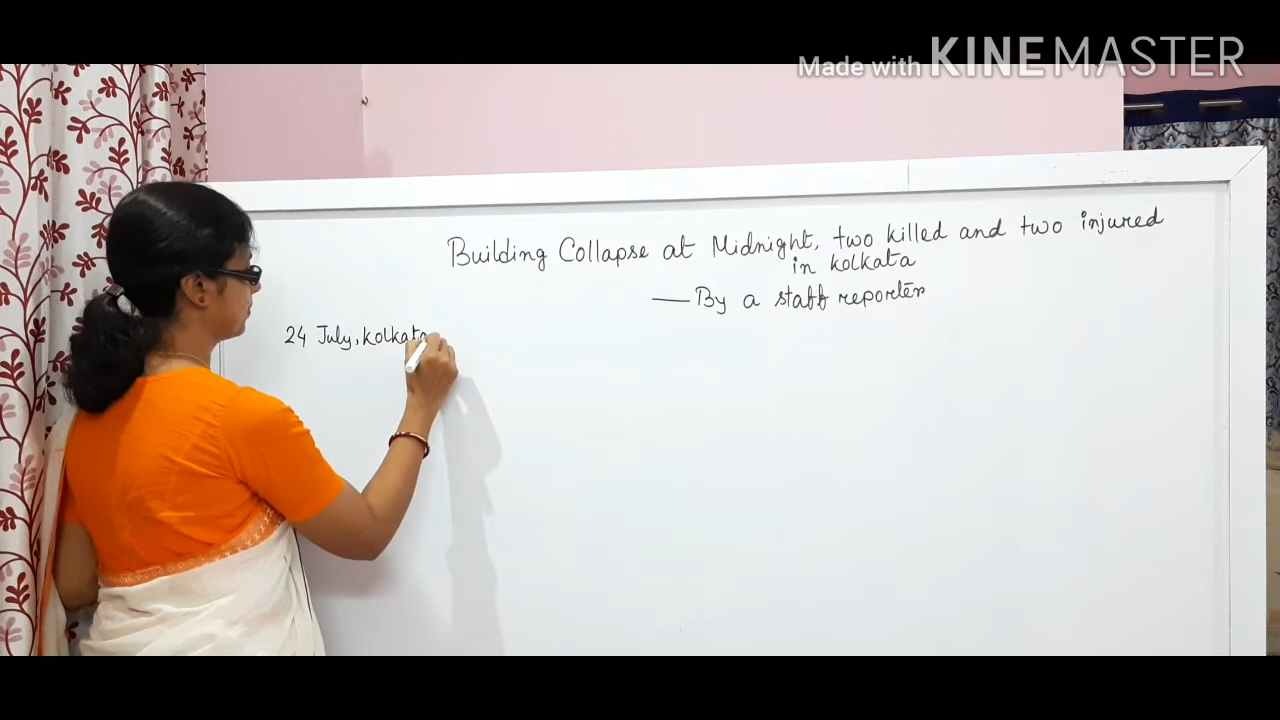 Made with KINEMASTER
Building Collapse at Midnight, two killed and two injured
in kolkata
— By a staff reporter
24 July, kolkata